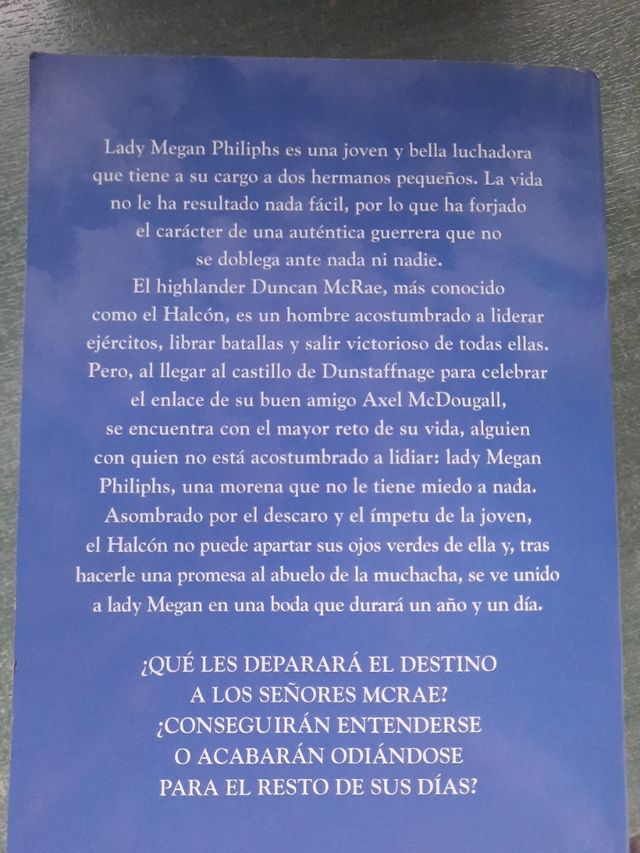 Lady Megan Philiphs es una joven y bella luchadora
que tiene a su cargo a dos hermanos pequeños. La vida
no le ha resultado nada fácil, por lo que ha forjado
el carácter de una auténtica guerrera que no
se doblega ante nada ni nadie.
El highlander Duncan McRae, más conocido
como el Halcón, es un hombre acostumbrado a liderar
ejércitos, librar batallas y salir victorioso de todas ellas.
Pero, al llegar al castillo de Dunstaffnage para celebrar
el enlace de su buen amigo Axel McDougall,
se encuentra con el mayor reto de su vida, alguien
con quien no está acostumbrado a lidiar: lady Megan
Philiphs, una morena que no le tiene miedo a nada.
Asombrado por el descaro y el ímpetu de la joven,
el Halcón no puede apartar sus ojos verdes de ella y, tras
hacerle una promesa al abuelo de la muchacha, se ve unido
a lady Megan en una boda que durará un año y un día.
¿QUÉ LES DEPARARÁ EL DESTINO
A LOS SEÑORES MCRAE?
¿CONSEGUIRÁN ENTENDERSE
O ACABARÁN ODIÁNDOSE
PARA EL RESTO DE SUS DÍAS?